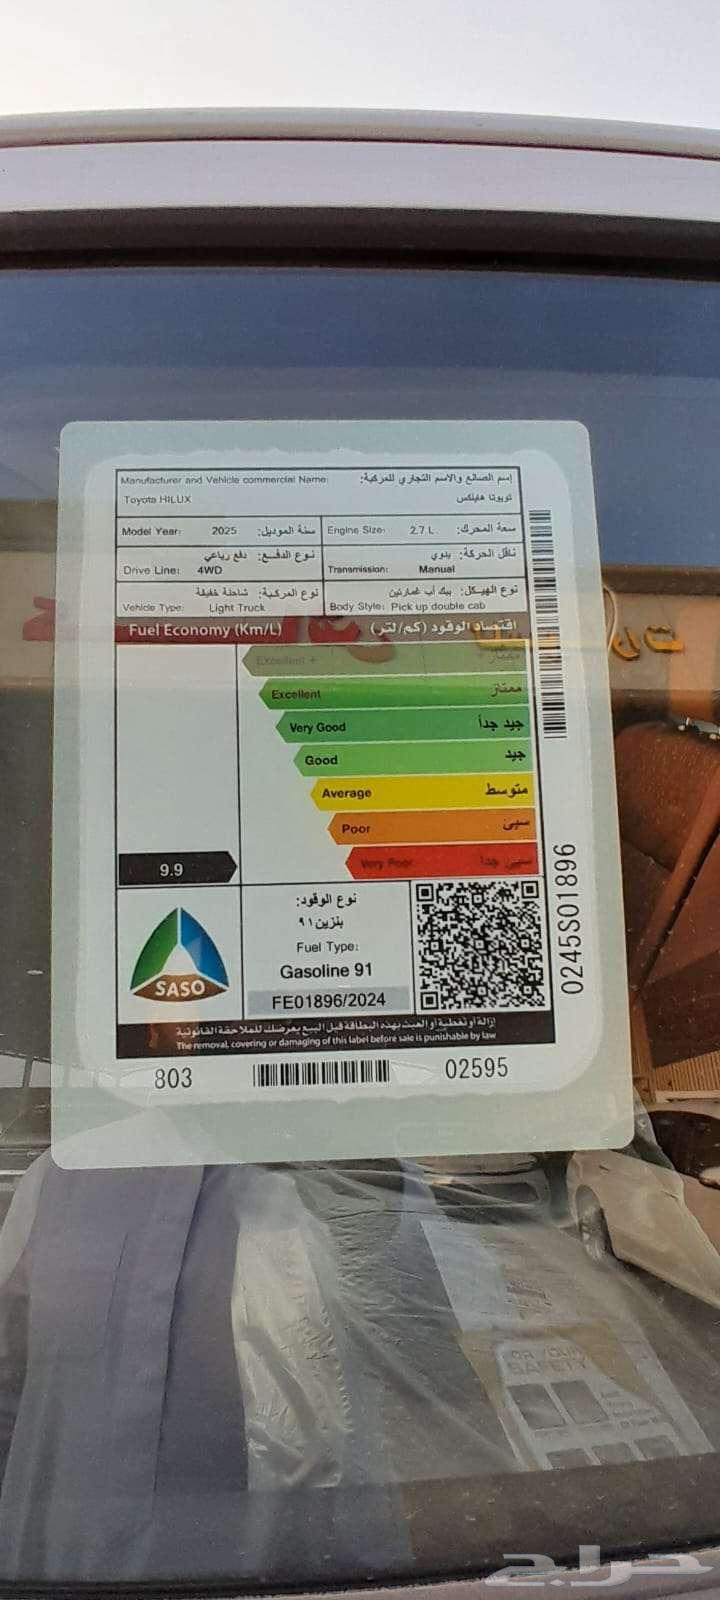 Manufacturer and Vehicle commercial Name: إسم الصانع والاسم التجاري للمركبة:
Toyota HILUX تويوتا هايلكس
Model Year: 2025 سنة الموديل: Engine Size: 2.7 L سعة المحرك:
نوع الدفـــع: دفع رباعي ناقل الحركة: يدوي
Drive Line: 4WD Transmission: Manual
نوع المركبة: شاحنة خفيفة نوع الهيكل: بيك أب غمارتين
Vehicle Type: Light Truck Body Style: Pick up double cab
Fuel Economy (Km/L) اقتصاد الوقود (كم/لتر)
Excellent + ممتاز+
Excellent ممتاز
Very Good جيد جداً
Good جيد
Average متوسط
Poor سيئ
Very Poor سيئ جداً
9.9
نوع الوقود:
بنزين ٩١
Fuel Type:
Gasoline 91
FE01896/2024
SASO
0245S01896
إزالة أو تغطية أو العبث بهذه البطاقة قبل البيع يعرضك للملاحقة القانونية
The removal, covering or damaging of this label before sale is punishable by law
803 02595
OR YOUR
SAFETY
حراج